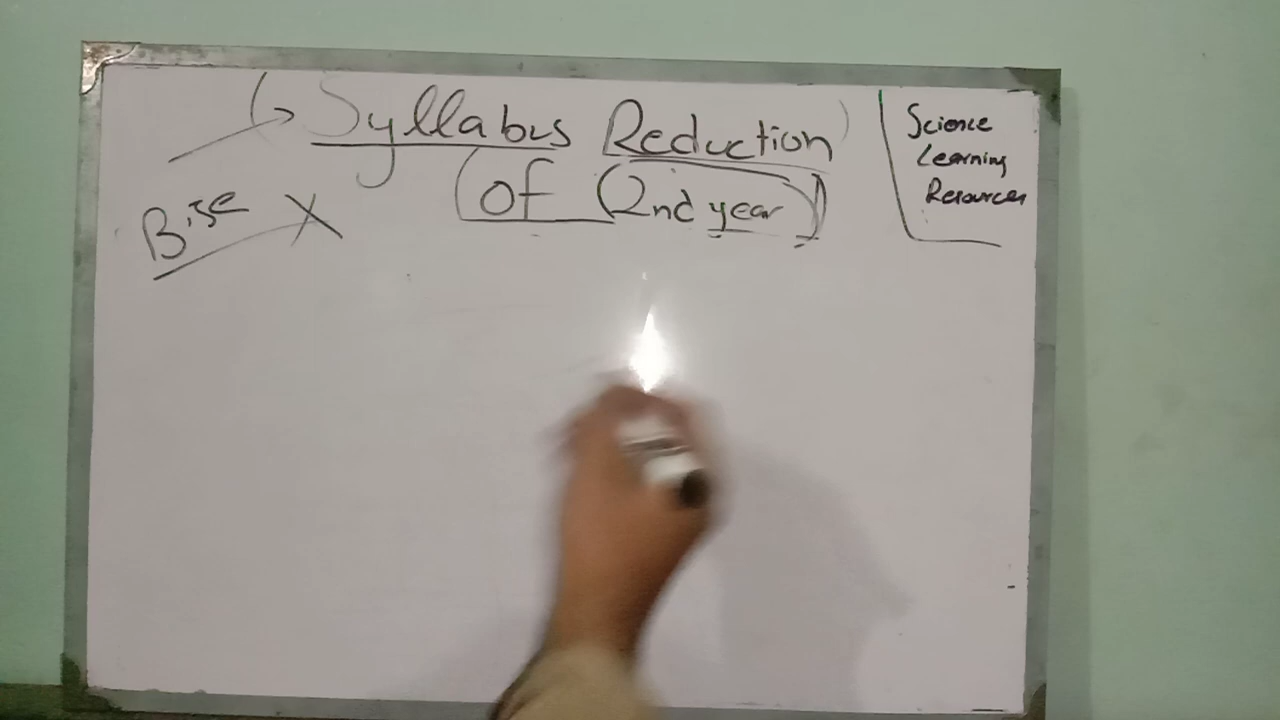 Syllabus Reduction
of (2nd year)
Bise X
Science
Learning
Resources